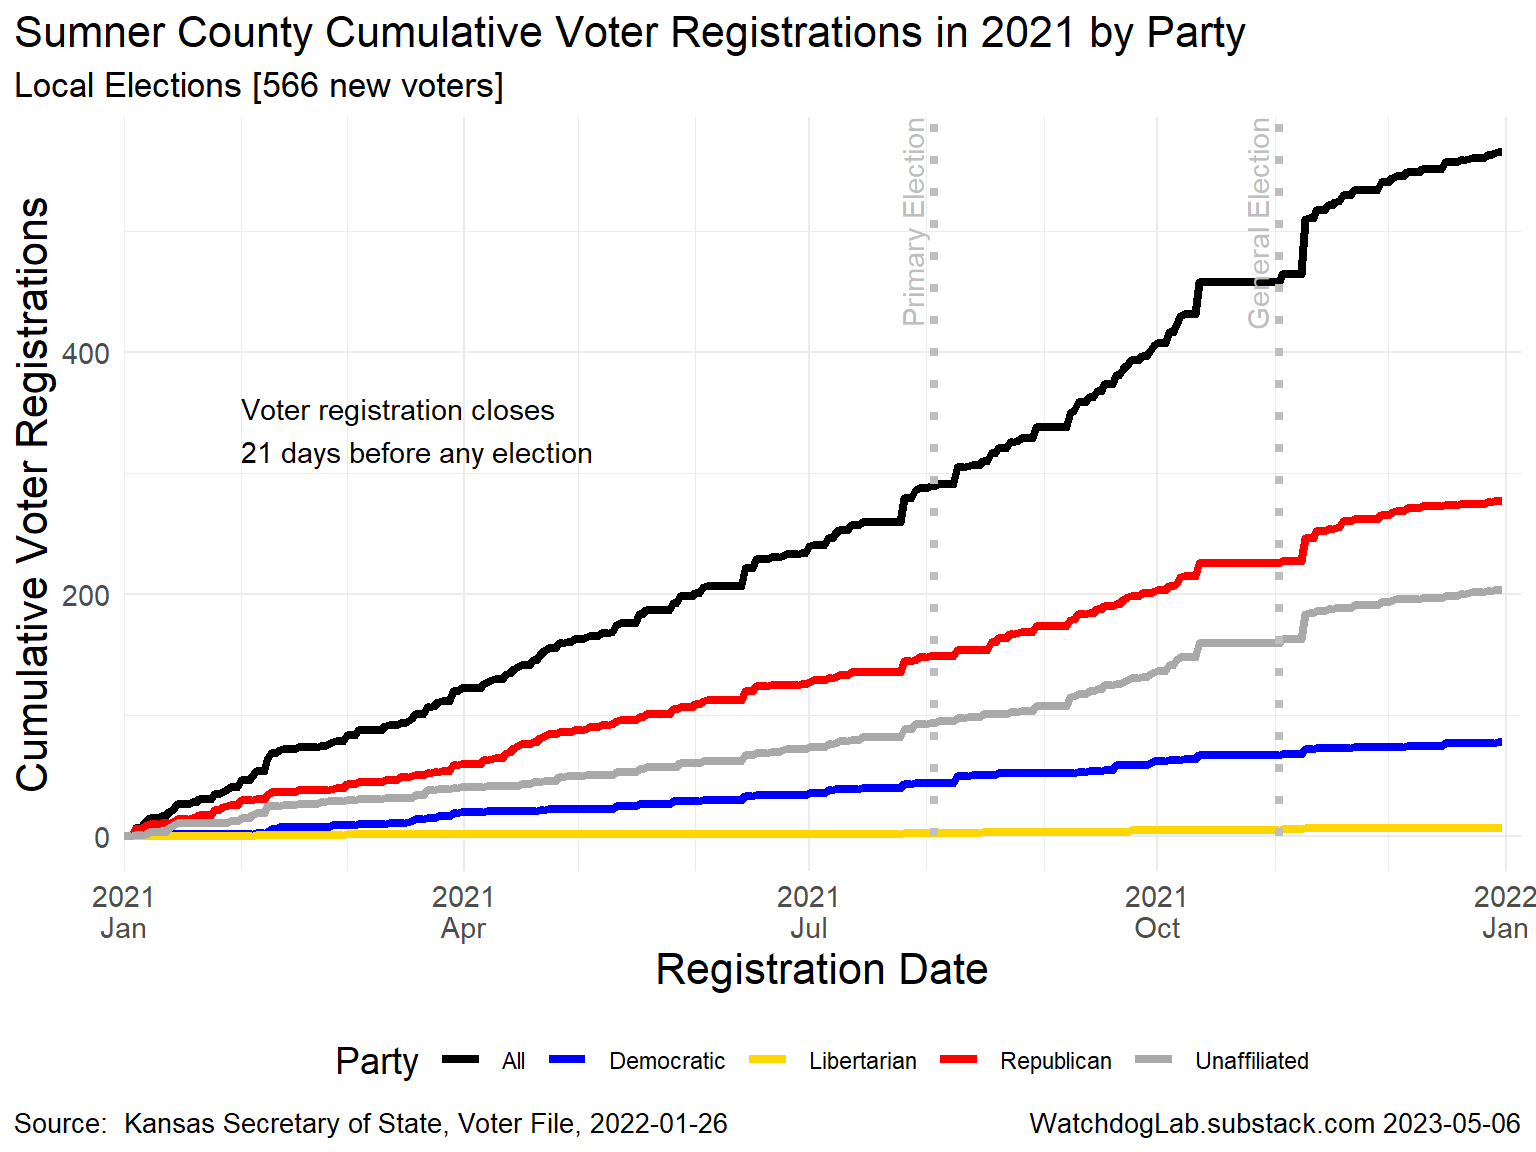 Sumner County Cumulative Voter Registrations in 2021 by Party
Local Elections [566 new voters]
Cumulative Voter Registrations
400
200
0
Primary Election
General Election
Voter registration closes
21 days before any election
2021
Jan
2021
Apr
2021
Jul
2021
Oct
2022
Jan
Registration Date
Party
All
Democratic
Libertarian
Republican
Unaffiliated
Source:  Kansas Secretary of State, Voter File, 2022-01-26
WatchdogLab.substack.com 2023-05-06